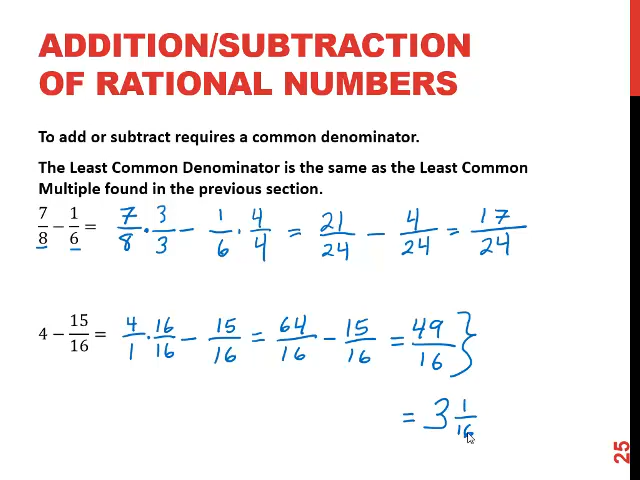 ADDITION/SUBTRACTION
OF RATIONAL NUMBERS
To add or subtract requires a common denominator.
The Least Common Denominator is the same as the Least Common
Multiple found in the previous section.
7/8 − 1/6 = 7/8 · 3/3 − 1/6 · 4/4 = 21/24 − 4/24 = 17/24
4 − 15/16 = 4/1 · 16/16 − 15/16 = 64/16 − 15/16 = 49/16 }
= 3 1/16
25